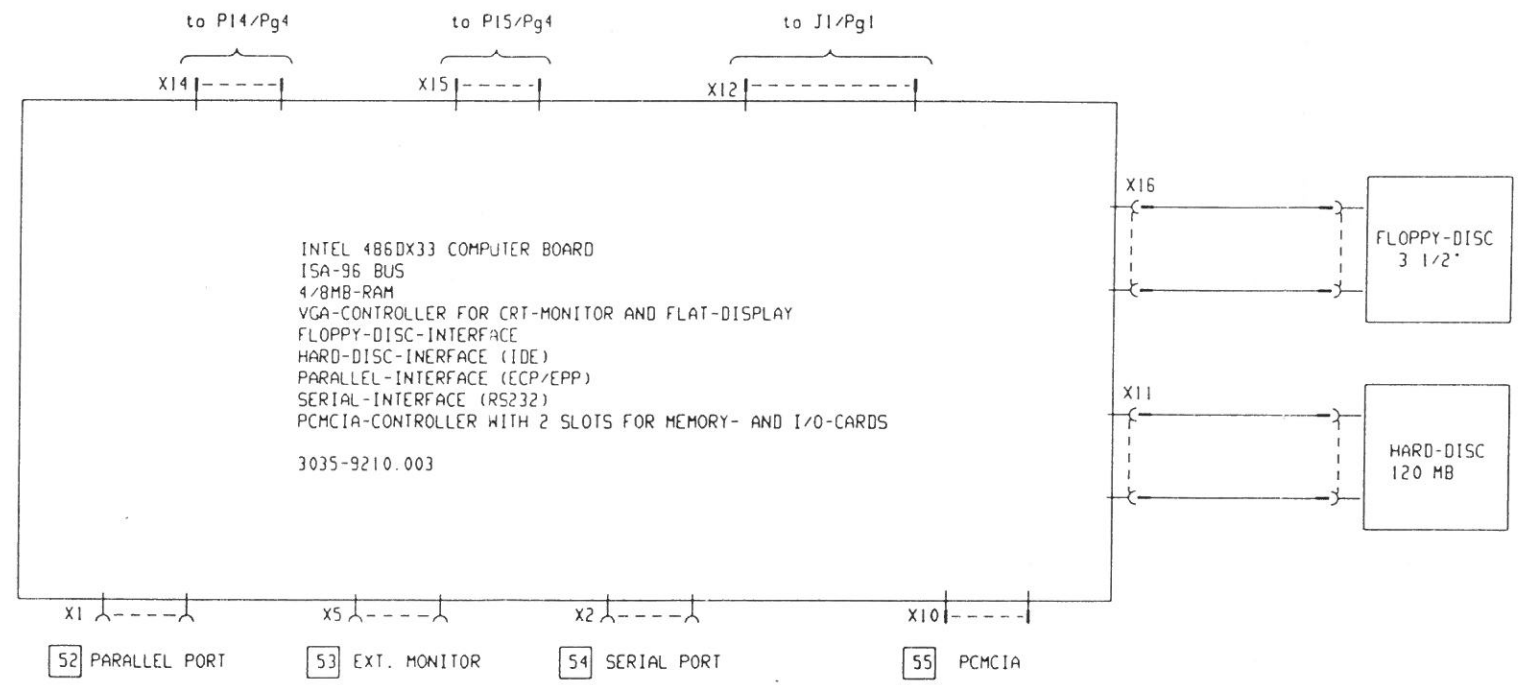 to P14/Pg4
to P15/Pg4
to J1/Pg1
X14
X15
X12
X16
FLOPPY-DISC
3 1/2"
INTEL 486DX33 COMPUTER BOARD
ISA-96 BUS
4/8MB-RAM
VGA-CONTROLLER FOR CRT-MONITOR AND FLAT-DISPLAY
FLOPPY-DISC-INTERFACE
HARD-DISC-INERFACE (IDE)
PARALLEL-INTERFACE (ECP/EPP)
SERIAL-INTERFACE (RS232)
PCMCIA-CONTROLLER WITH 2 SLOTS FOR MEMORY- AND I/O-CARDS
3035-9210.003
X11
HARD-DISC
120 MB
X1
X5
X2
X10
52 PARALLEL PORT
53 EXT. MONITOR
54 SERIAL PORT
55 PCMCIA